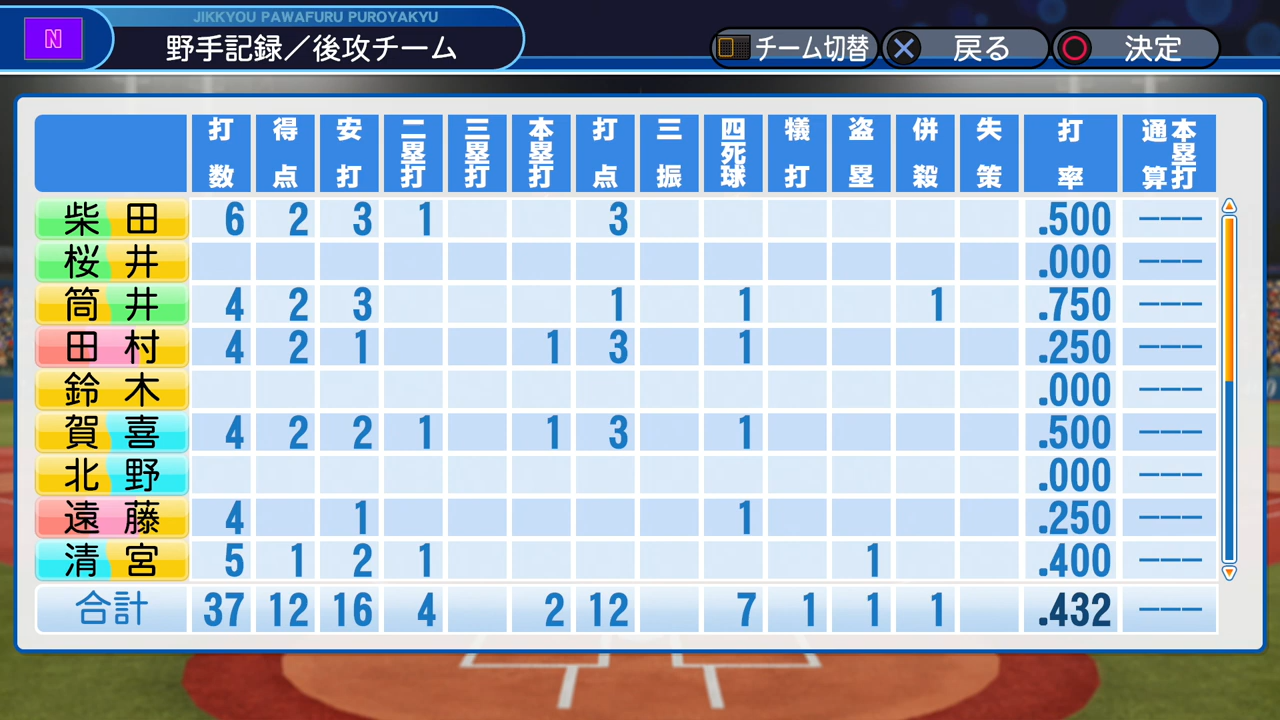 JIKKYOU PAWAFURU PUROYAKYU
N 野手記録／後攻チーム チーム切替 戻る 決定
打数 得点 安打 二塁打 三塁打 本塁打 打点 三振 四死球 犠打 盗塁 併殺 失策 打率 通算本塁打
柴田 6 2 3 1 3 .500 −−−
桜井 .000 −−−
筒井 4 2 3 1 1 1 .750 −−−
田村 4 2 1 1 3 1 .250 −−−
鈴木 .000 −−−
賀喜 4 2 2 1 1 3 1 .500 −−−
北野 .000 −−−
遠藤 4 1 1 .250 −−−
清宮 5 1 2 1 1 .400 −−−
合計 37 12 16 4 2 12 7 1 1 1 .432 −−−